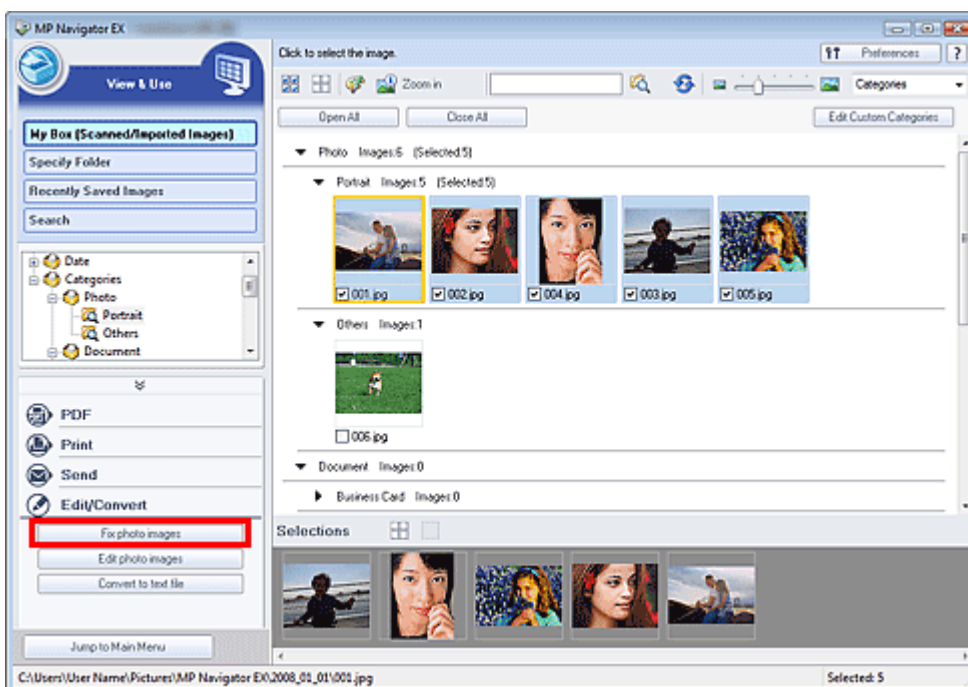 MP Navigator EX
View & Use
My Box (Scanned/Imported Images)
Specify Folder
Recently Saved Images
Search
Date
Categories
Photo
Portrait
Others
Document
PDF
Print
Send
Edit/Convert
Fix photo images
Edit photo images
Convert to text file
Jump to Main Menu
Click to select the image.
Preferences
?
Zoom in
Categories
Open All
Close All
Edit Custom Categories
Photo Images:6 (Selected:5)
Portrait Images:5 (Selected:5)
001.jpg
002.jpg
004.jpg
003.jpg
005.jpg
Others Images:1
006.jpg
Document Images:0
Business Card Images:0
Selections
C:\Users\User Name\Pictures\MP Navigator EX\2008_01_01\001.jpg
Selected: 5